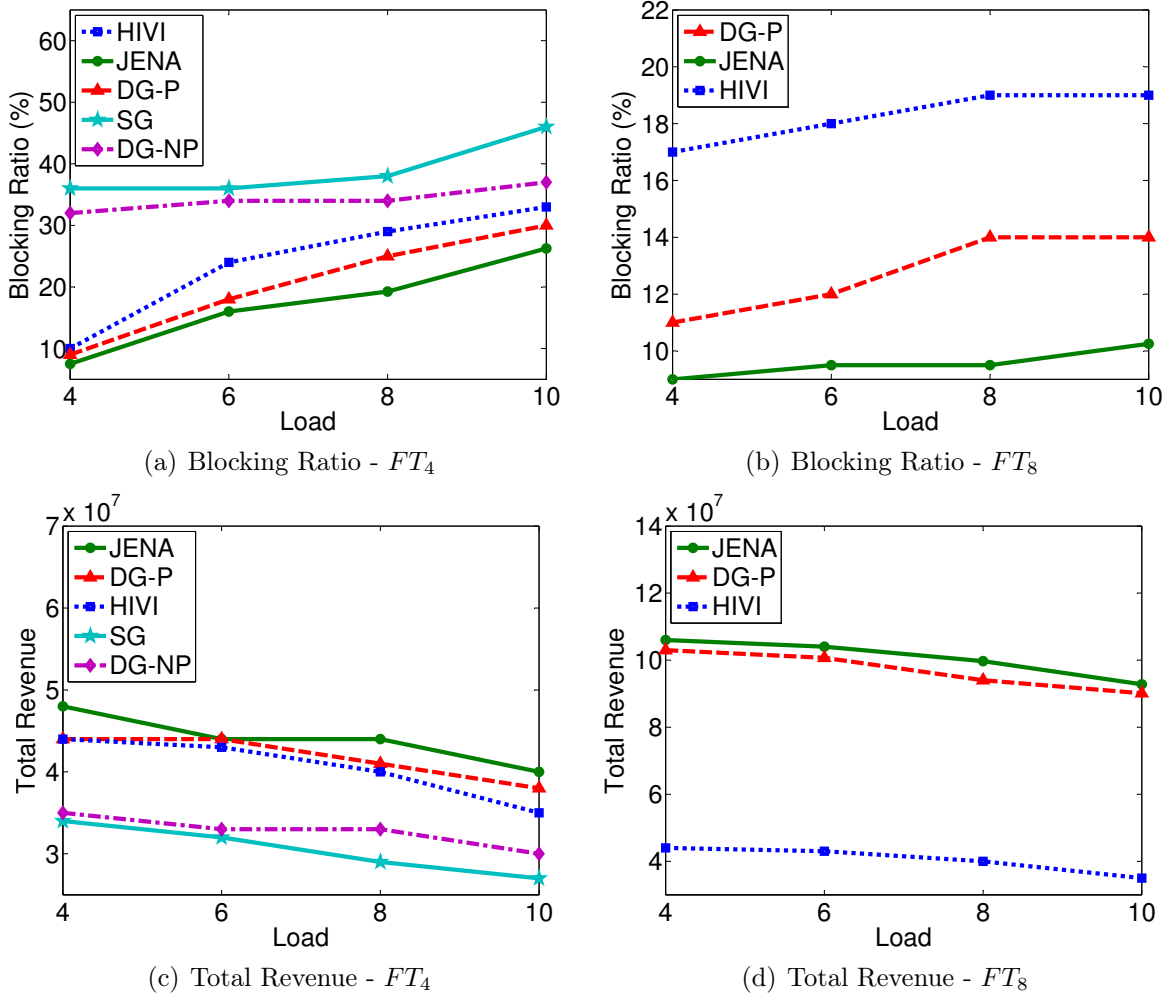 60
50
40
30
20
10
Blocking Ratio (%)
HIVI
JENA
DG-P
SG
DG-NP
4 6 8 10
Load
(a) Blocking Ratio - FT4
22
20
18
16
14
12
10
Blocking Ratio (%)
DG-P
JENA
HIVI
4 6 8 10
Load
(b) Blocking Ratio - FT8
x 10^7
7
6
5
4
3
Total Revenue
JENA
DG-P
HIVI
SG
DG-NP
4 6 8 10
Load
(c) Total Revenue - FT4
x 10^7
14
12
10
8
6
4
Total Revenue
JENA
DG-P
HIVI
4 6 8 10
Load
(d) Total Revenue - FT8